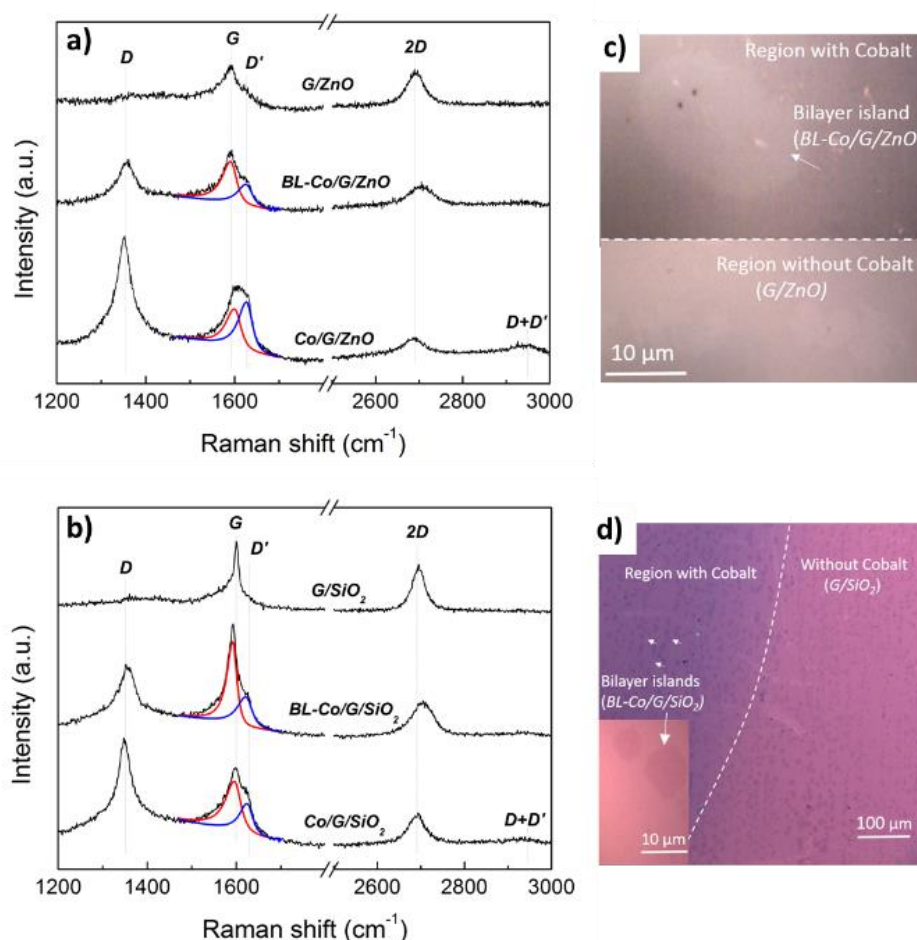 a)
D
G
D'
2D
G/ZnO
BL-Co/G/ZnO
Co/G/ZnO
D+D'
Intensity (a.u.)
1200 1400 1600 2600 2800 3000
Raman shift (cm-1)
c)
Region with Cobalt
Bilayer island
(BL-Co/G/ZnO
Region without Cobalt
(G/ZnO)
10 µm
b)
D
G
D'
2D
G/SiO2
BL-Co/G/SiO2
Co/G/SiO2
D+D'
Intensity (a.u.)
1200 1400 1600 2600 2800 3000
Raman shift (cm-1)
d)
Region with Cobalt
Without Cobalt
(G/SiO2)
Bilayer islands
(BL-Co/G/SiO2)
10 µm
100 µm